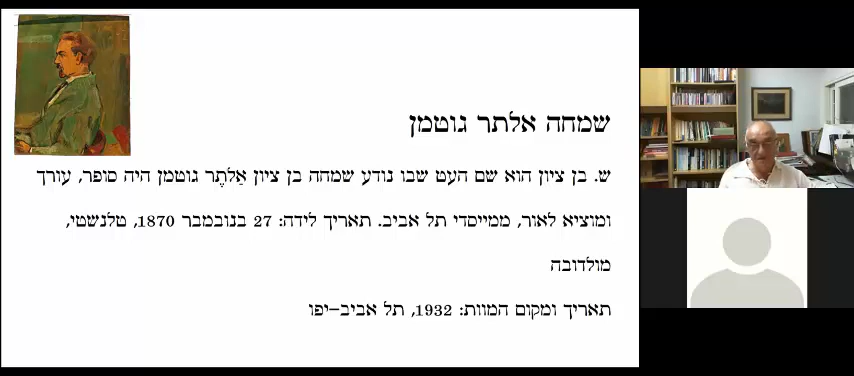 שמחה אלתר גוטמן
ש. בן ציון הוא שם העט שבו נודע שמחה בן ציון אַלְתֶר גוטמן היה סופר, עורך
ומוציא לאור, ממייסדי תל אביב. תאריך לידה: 27 בנובמבר 1870, טלנשטי,
מולדובה
תאריך ומקום המוות: 1932, תל אביב–יפו